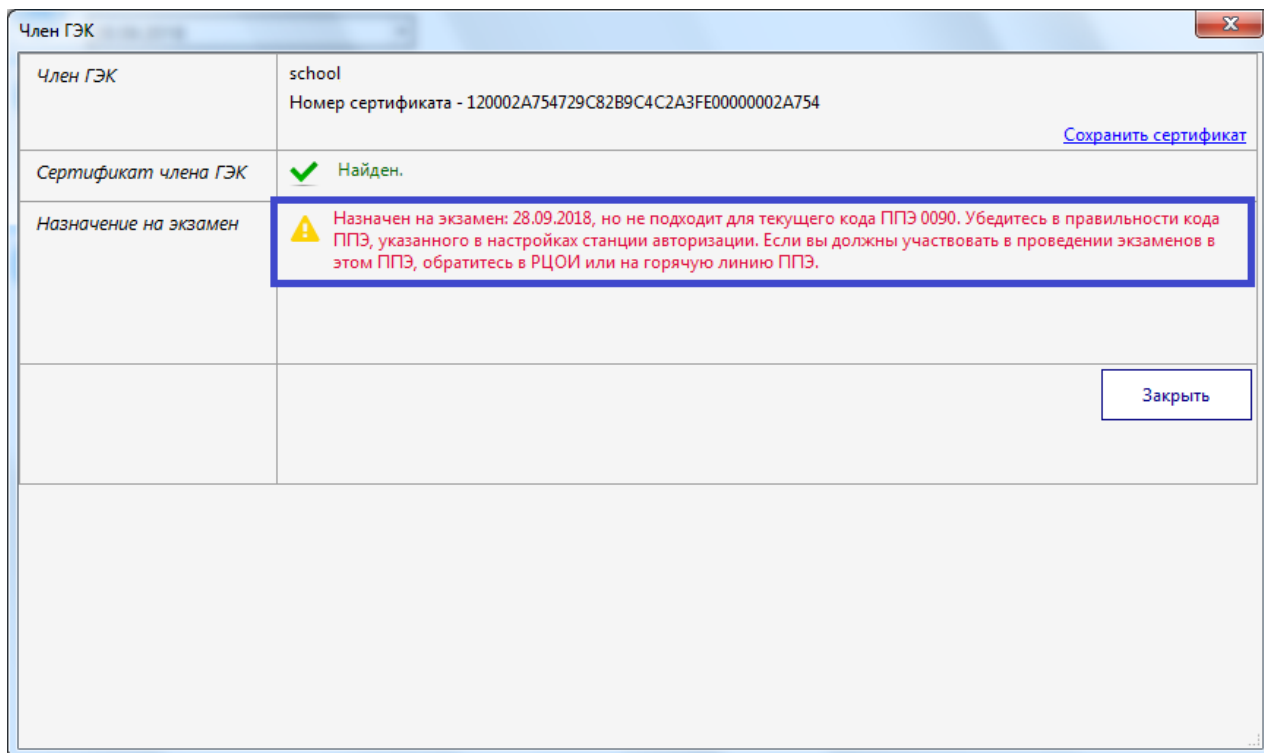 Член ГЭК
Член ГЭК
school
Номер сертификата - 120002A754729C82B9C4C2A3FE00000002A754
Сохранить сертификат
Сертификат члена ГЭК
Найден.
Назначение на экзамен
Назначен на экзамен: 28.09.2018, но не подходит для текущего кода ППЭ 0090. Убедитесь в правильности кода
ППЭ, указанного в настройках станции авторизации. Если вы должны участвовать в проведении экзаменов в
этом ППЭ, обратитесь в РЦОИ или на горячую линию ППЭ.
Закрыть